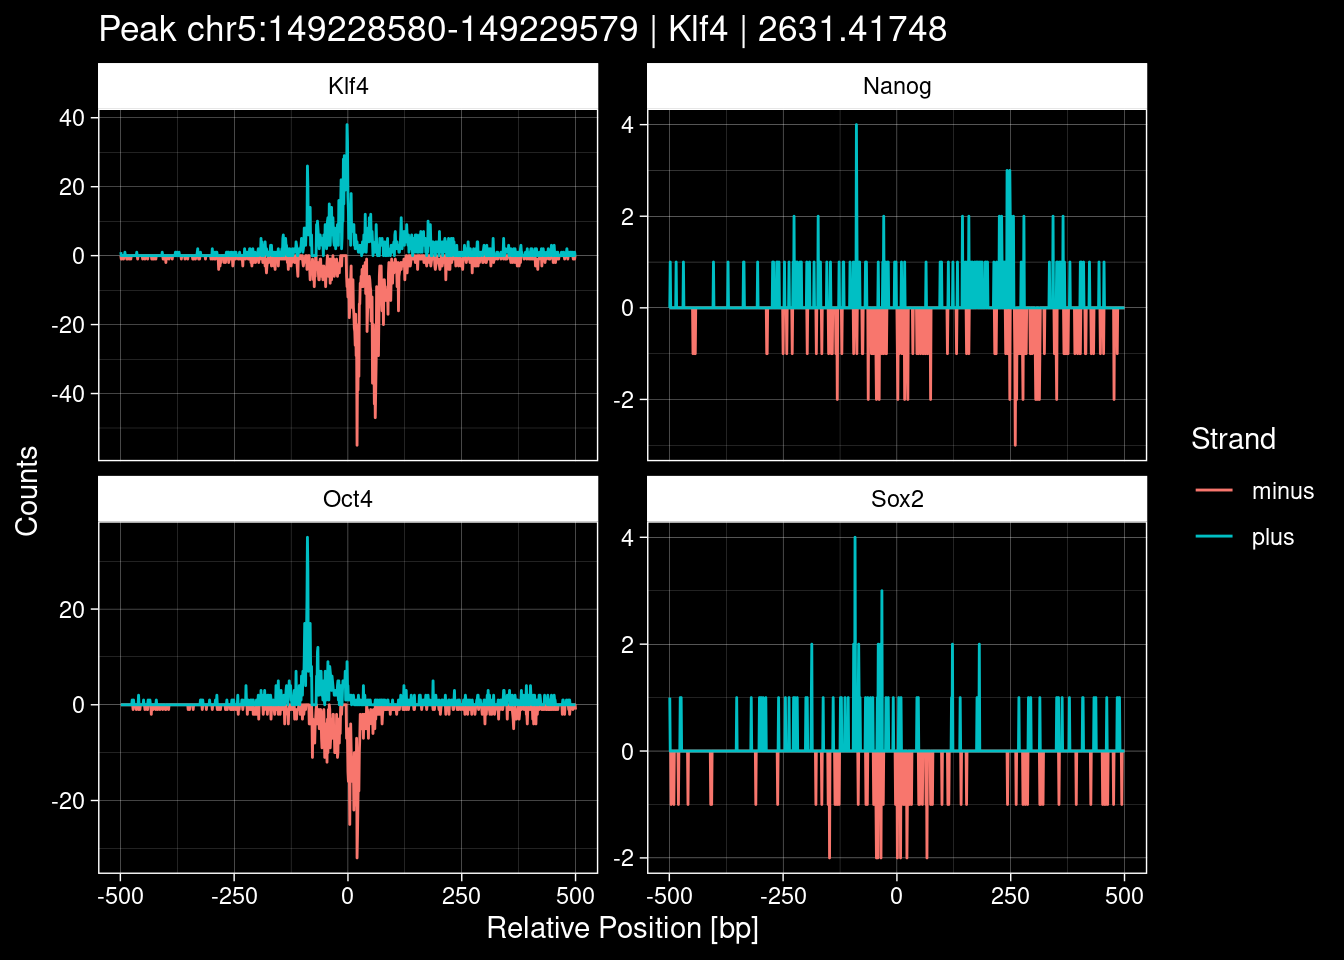 Peak chr5:149228580-149229579 | Klf4 | 2631.41748
Klf4
40
20
0
-20
-40
Nanog
4
2
0
-2
Oct4
20
0
-20
-500 -250 0 250 500
Sox2
4
2
0
-2
-500 -250 0 250 500
Counts
Relative Position [bp]
Strand
minus
plus